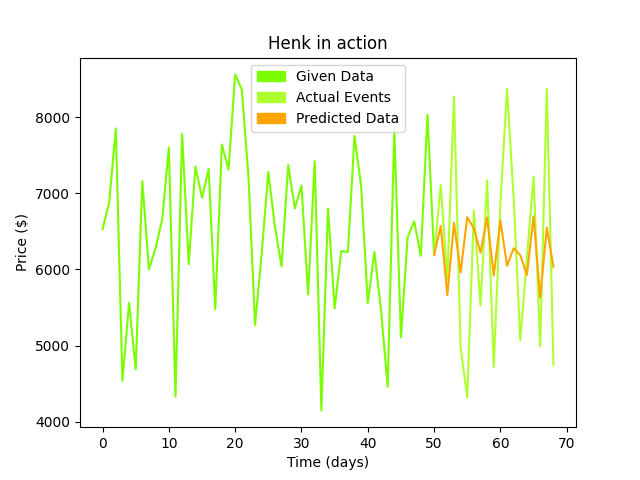 Henk in action
Given Data
Actual Events
Predicted Data
Price ($)
8000
7000
6000
5000
4000
0 10 20 30 40 50 60 70
Time (days)